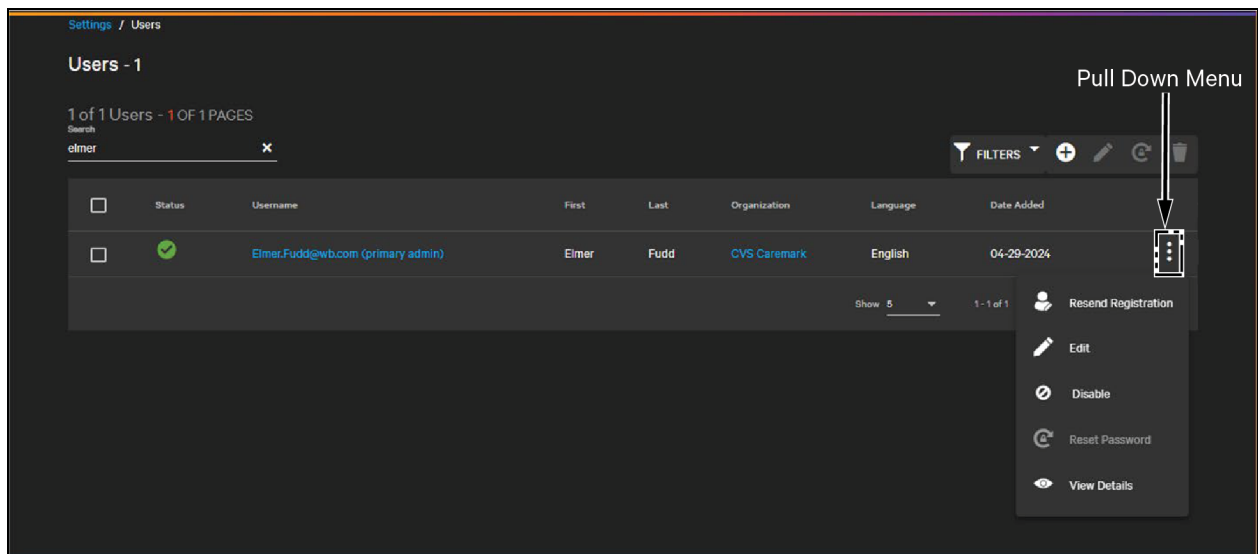 Settings / Users
Users - 1
Pull Down Menu
1 of 1 Users - 1 OF 1 PAGES
Search
elmer
FILTERS
Status Username First Last Organization Language Date Added
Elmer.Fudd@wb.com (primary admin) Elmer Fudd CVS Caremark English 04-29-2024
Show 5 1 - 1 of 1
Resend Registration
Edit
Disable
Reset Password
View Details